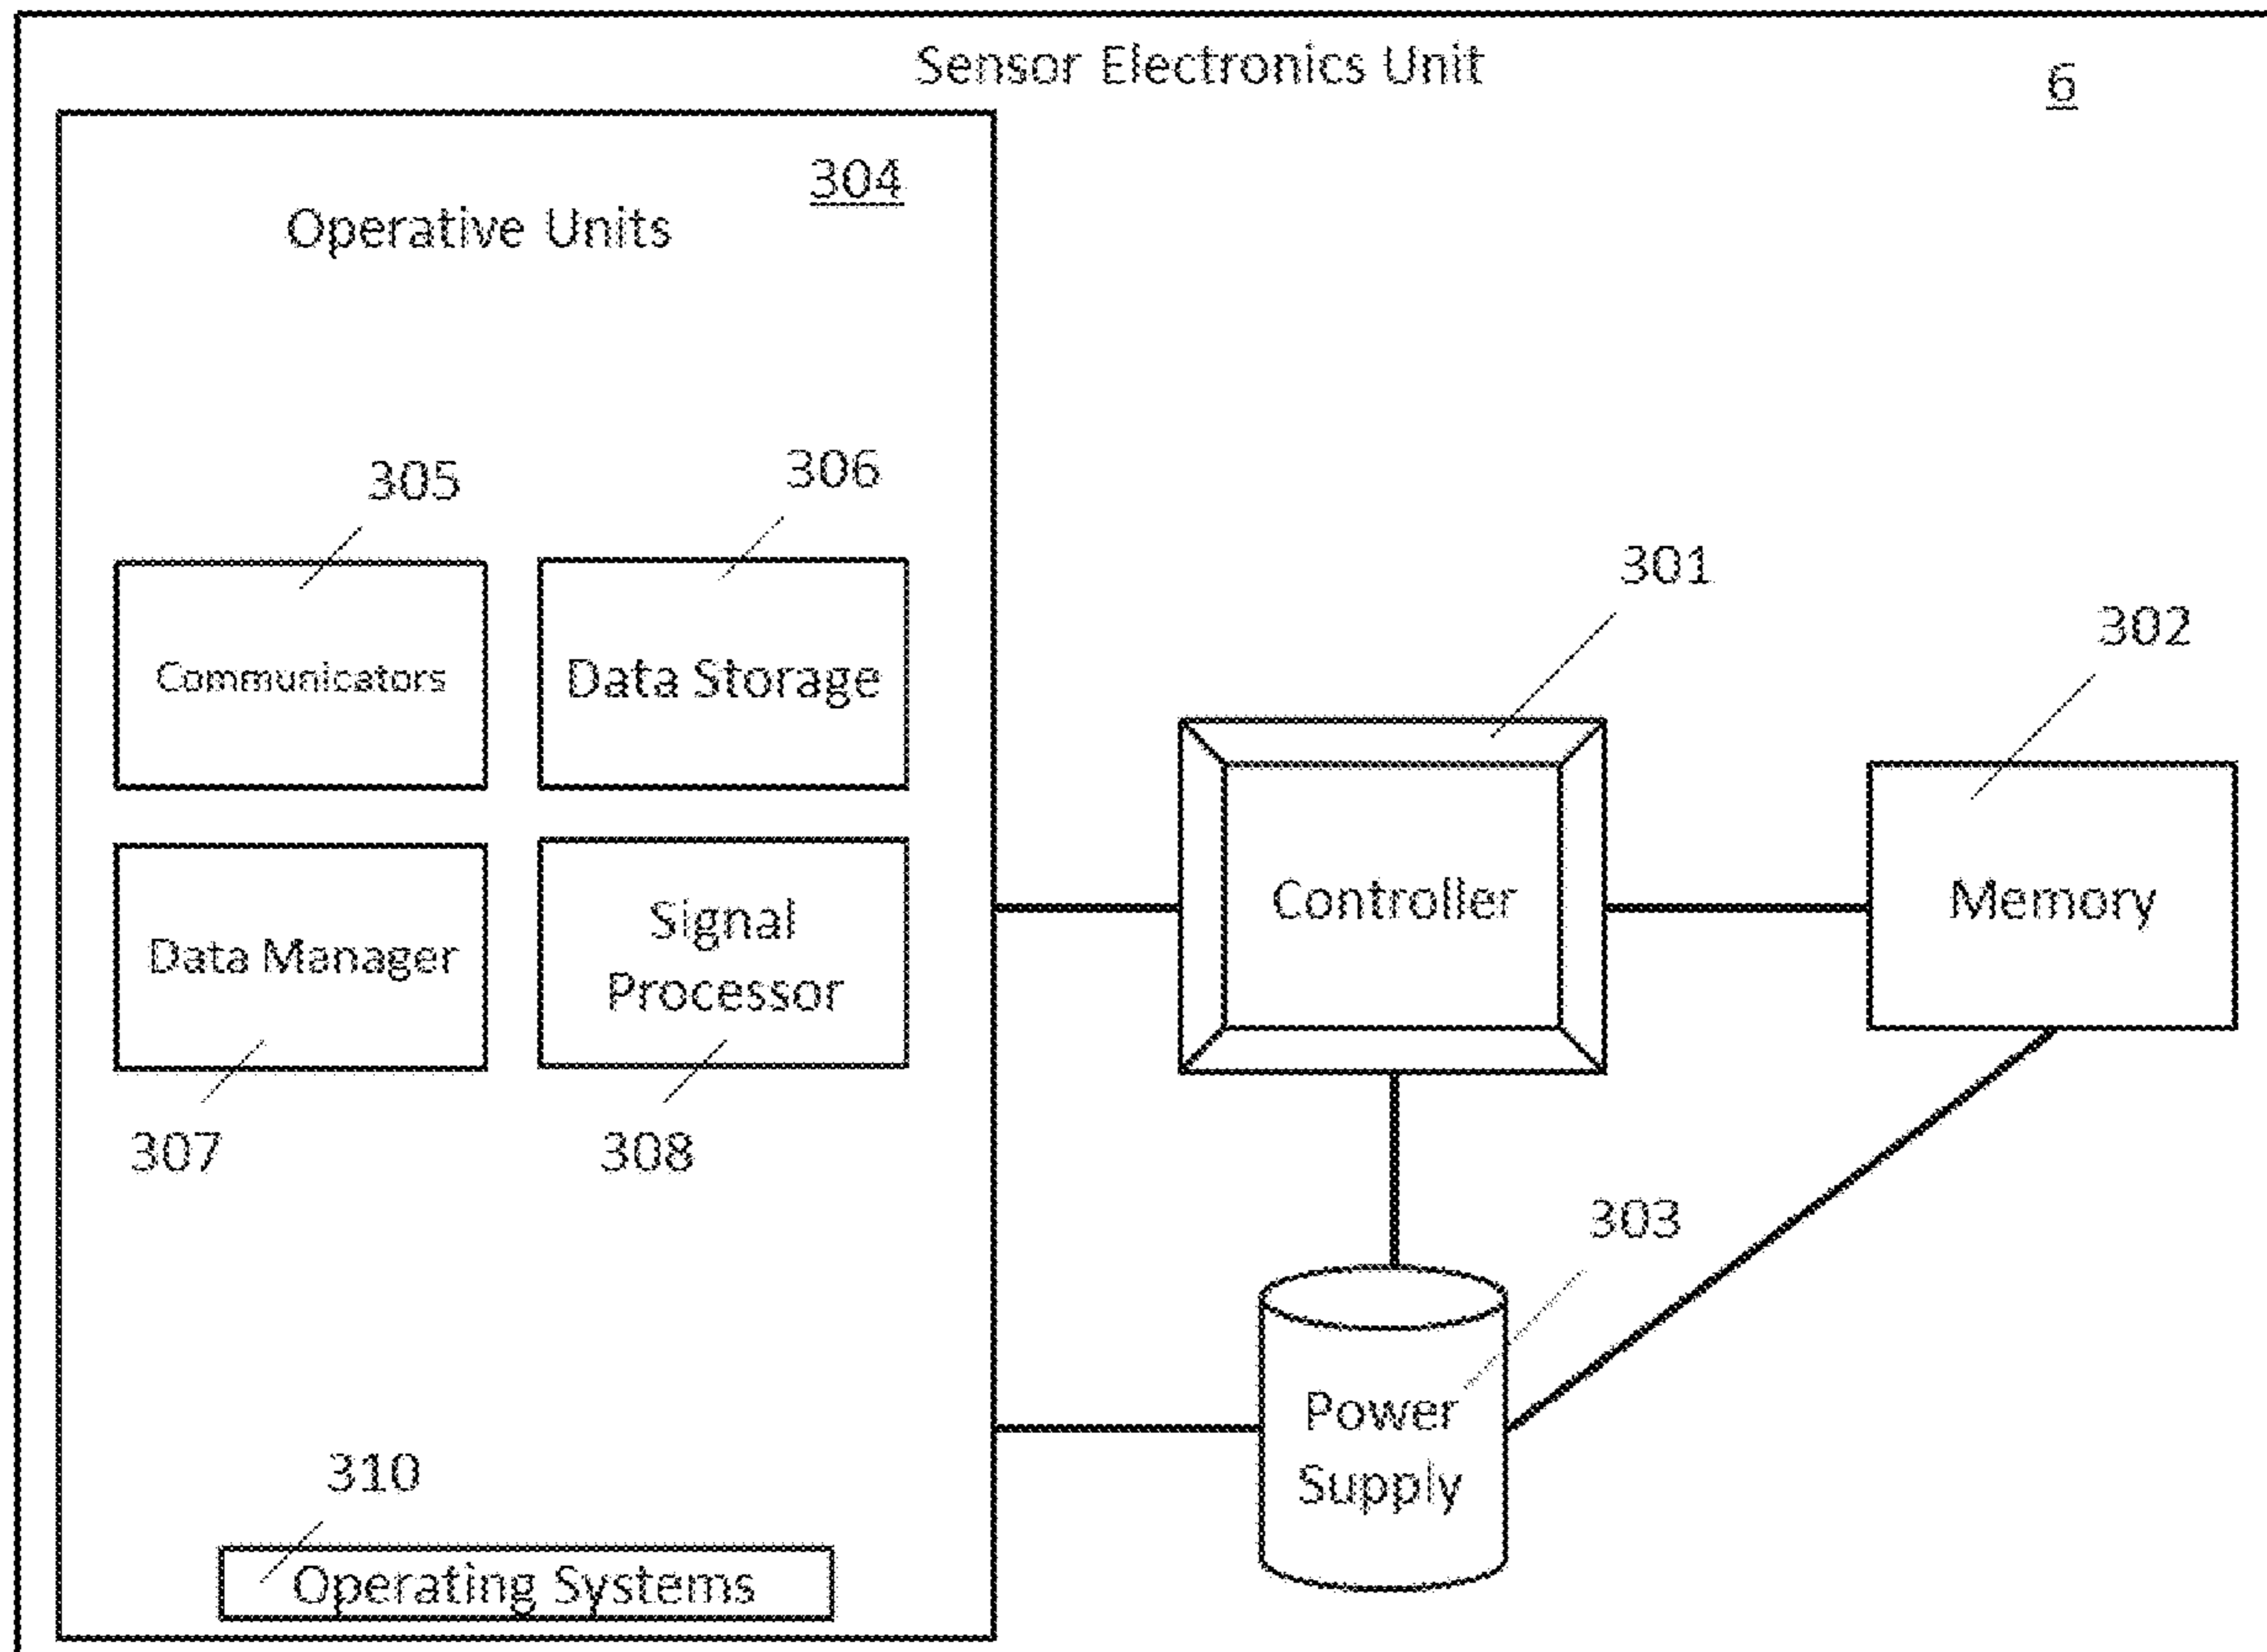 Sensor Electronics Unit
6
304
Operative Units
305
306
Communicators
Data Storage
Data Manager
Signal
Processor
307
308
310
Operating Systems
301
302
Controller
Memory
303
Power
Supply